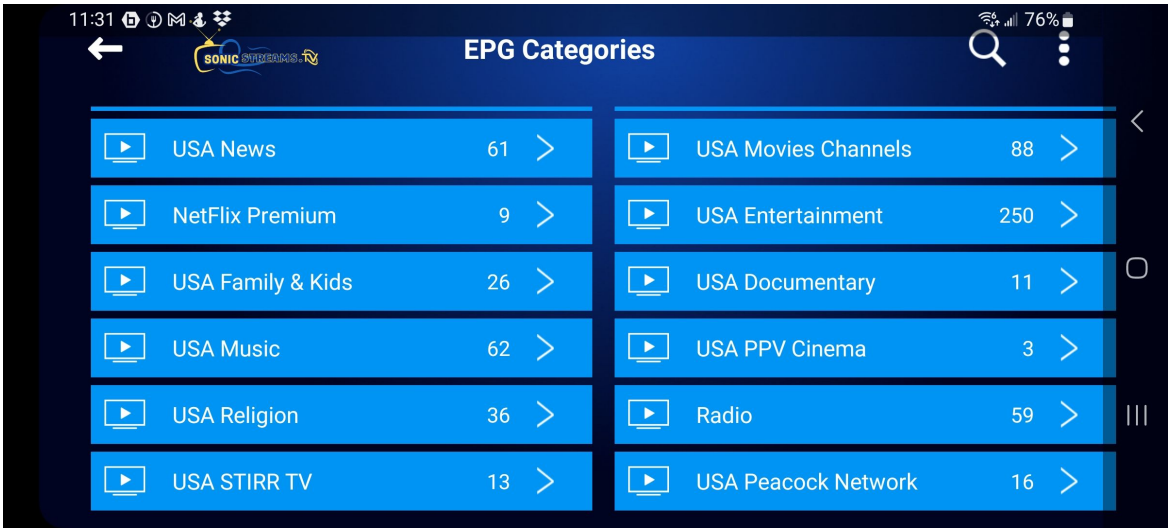 11:31 76%
SONIC STREAMS.TV EPG Categories
USA News 61
USA Movies Channels 88
NetFlix Premium 9
USA Entertainment 250
USA Family & Kids 26
USA Documentary 11
USA Music 62
USA PPV Cinema 3
USA Religion 36
Radio 59
USA STIRR TV 13
USA Peacock Network 16